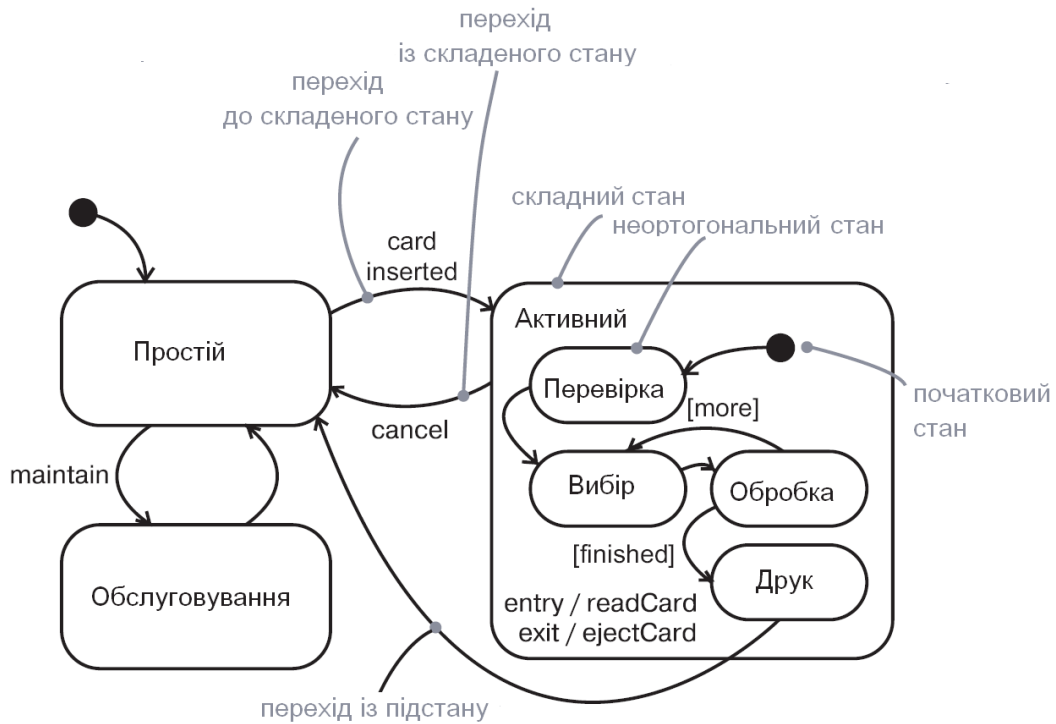 перехід
із складеного стану
перехід
до складеного стану
складний стан
неортогональний стан
card
inserted
Активний
Простій
Перевірка
початковий
стан
[more]
cancel
maintain
Вибір
Обробка
[finished]
Друк
Обслуговування
entry / readCard
exit / ejectCard
перехід із підстану